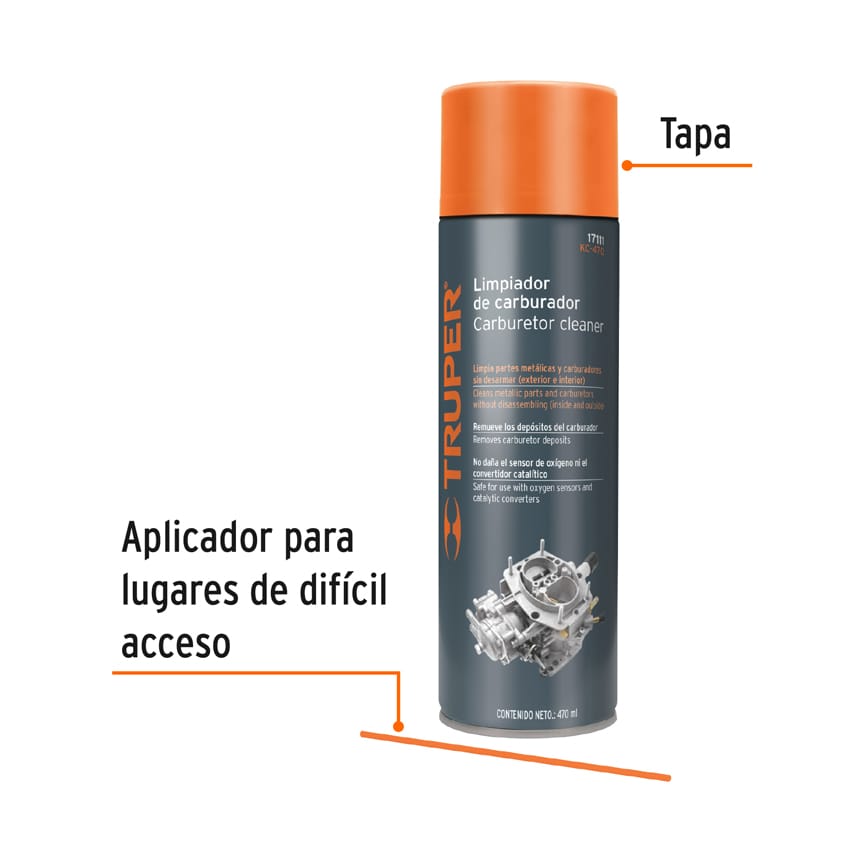 Tapa
17111
KC-470
Limpiador
de carburador
Carburetor cleaner
TRUPER®
Limpia partes metálicas y carburadores
sin desarmar (exterior e interior)
Cleans metallic parts and carburetors
without disassembling (inside and outside)
Remueve los depósitos del carburador
Removes carburetor deposits
No daña el sensor de oxígeno ni el
convertidor catalítico
Safe for use with oxygen sensors and
catalytic converters
CONTENIDO NETO.: 470 ml
Aplicador para
lugares de difícil
acceso